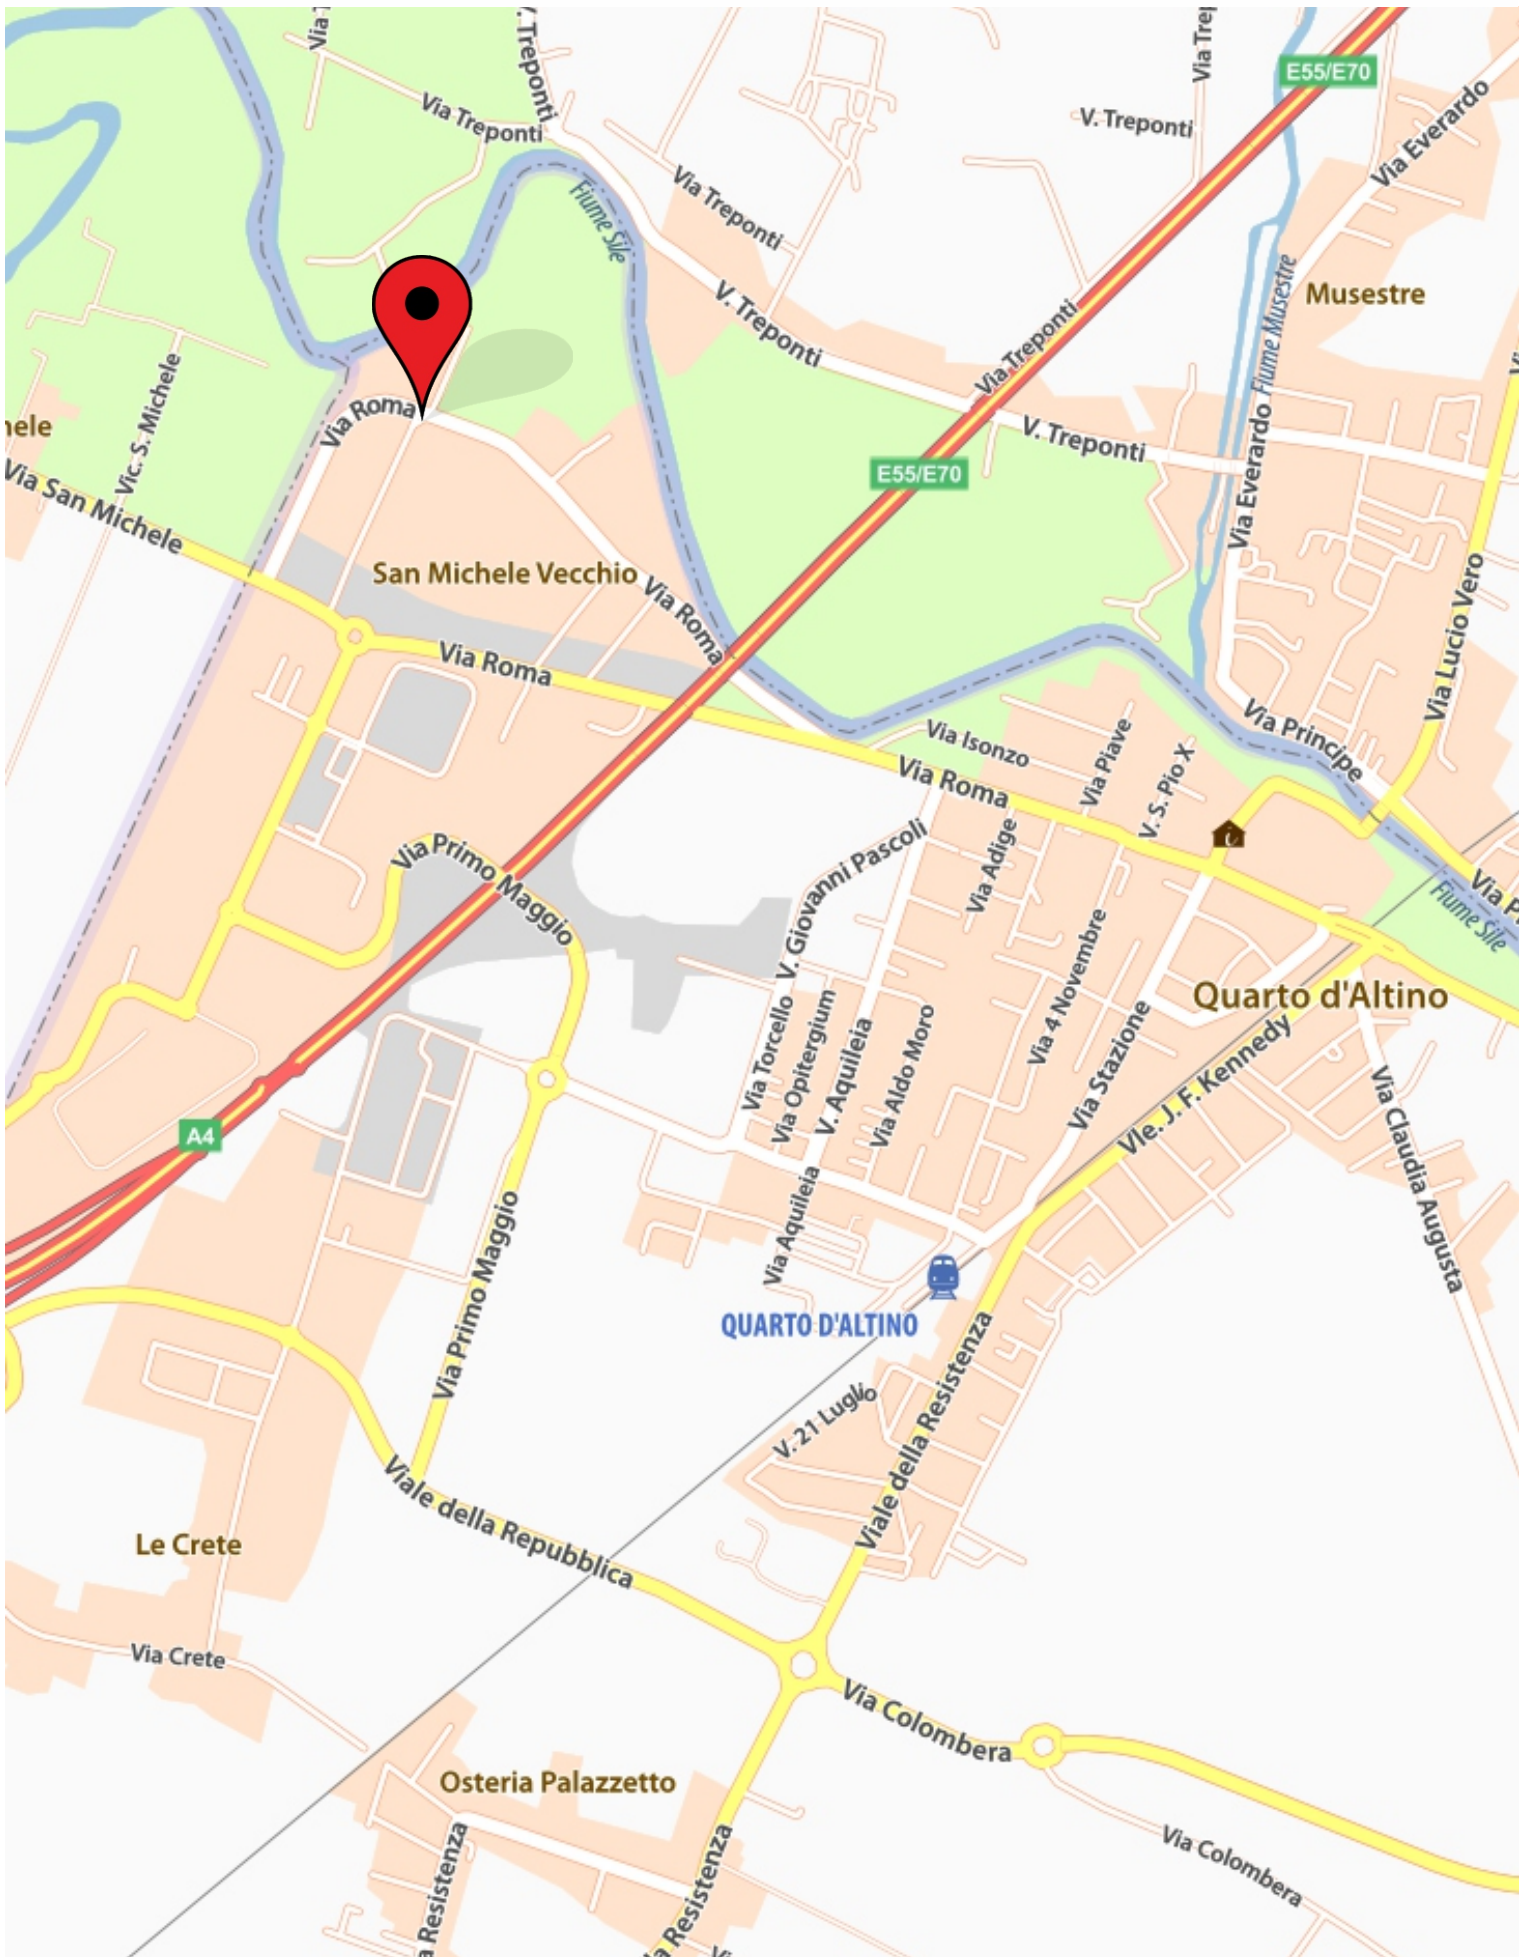 V. Treponti
E55/E70
Via Treponti
V. Treponti
Via Everardo
Via Treponti
Fiume Sile
Musestre
Fiume Musestre
V. Treponti
Via Treponti
Vic. S. Michele
Via Roma
V. Treponti
E55/E70
Via Everardo
Via San Michele
San Michele Vecchio
Via Roma
Via Lucio Vero
Via Roma
Via Isonzo
Via Piave
Via Principe
V. S. Pio X
Via Roma
Via Primo Maggio
V. Giovanni Pascoli
Via Adige
i
Fiume Sile
Via 4 Novembre
Quarto d'Altino
Via Torcello
Via Opitergium
V. Aquileia
Via Aldo Moro
Via Stazione
Vle. J. F. Kennedy
Via Claudia Augusta
A4
Via Aquileia
Via Primo Maggio
QUARTO D'ALTINO
V. 21 Luglio
Viale della Resistenza
Viale della Repubblica
Le Crete
Via Crete
Via Colombera
Osteria Palazzetto
a Resistenza
la Resistenza
Via Colombera